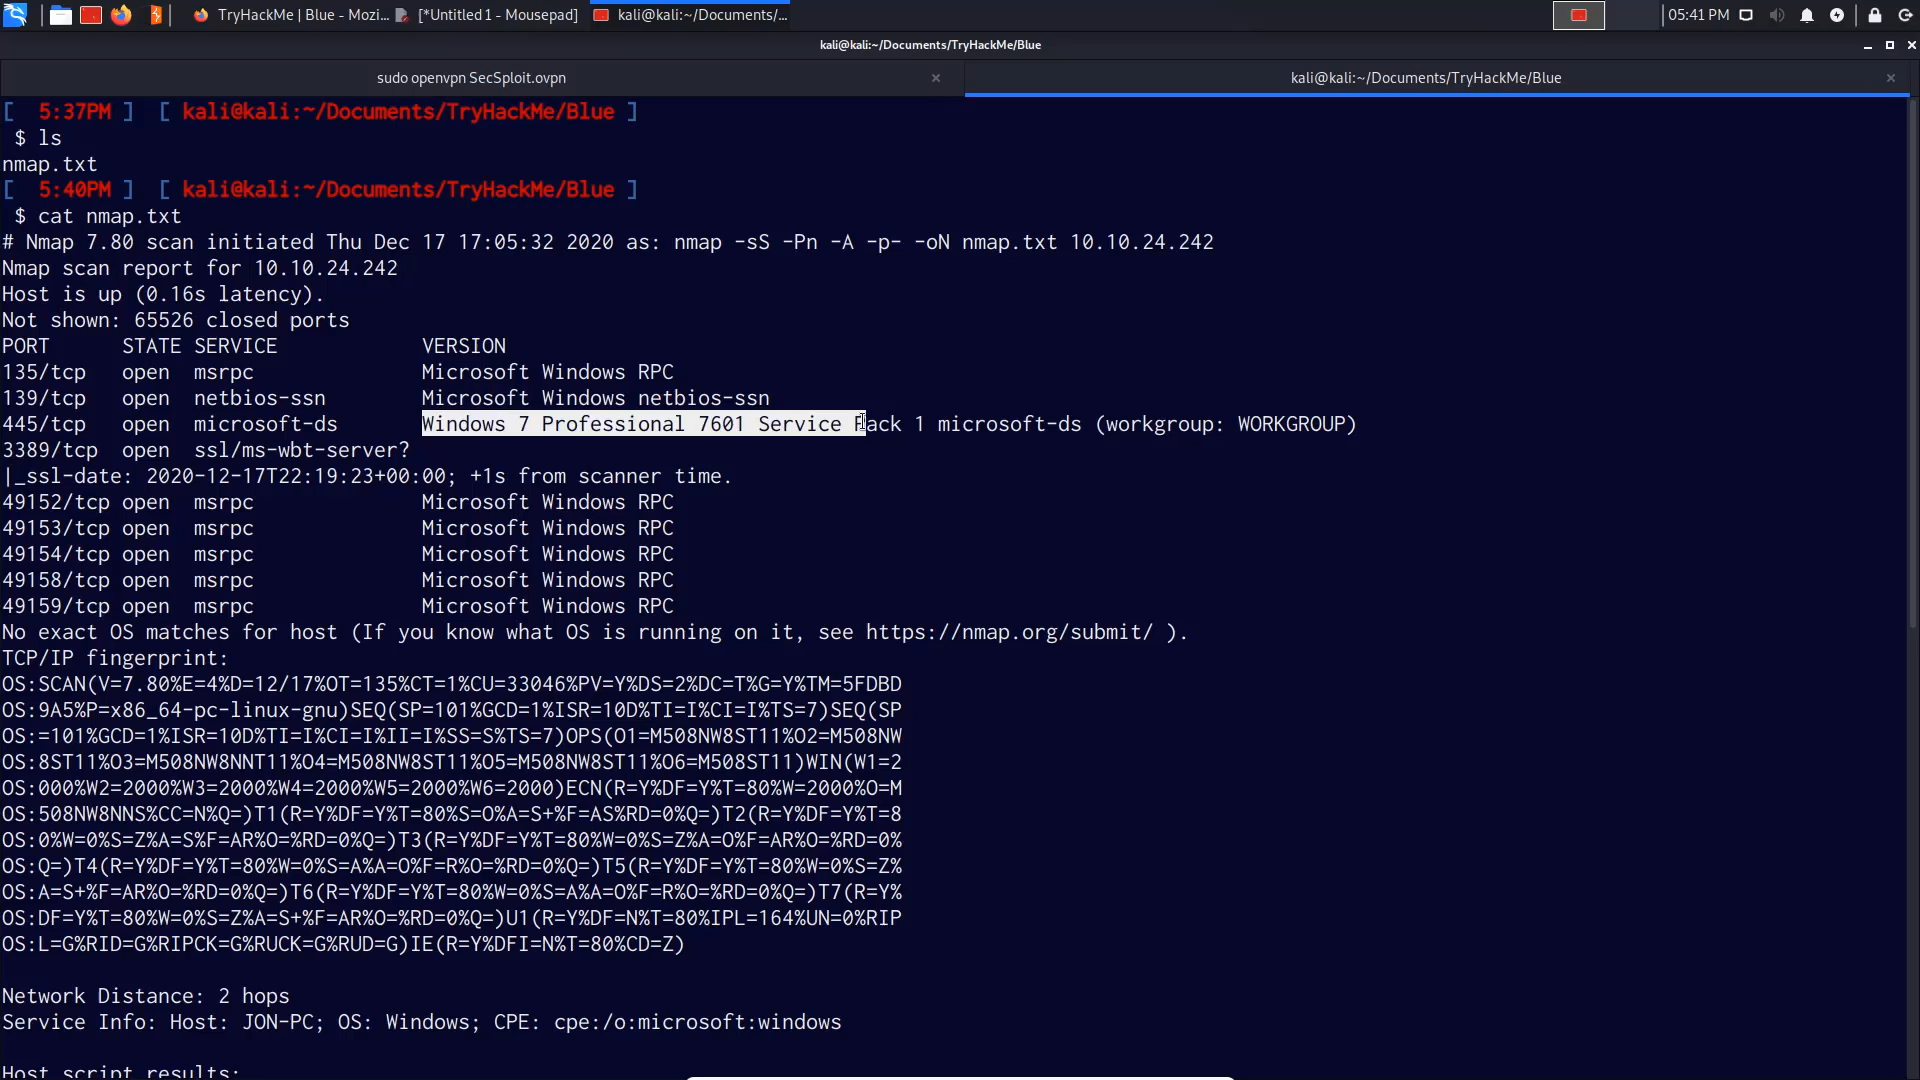 TryHackMe | Blue - Mozi...
[*Untitled 1 - Mousepad]
kali@kali:~/Documents/...
05:41 PM
kali@kali:~/Documents/TryHackMe/Blue
sudo openvpn SecSploit.ovpn
kali@kali:~/Documents/TryHackMe/Blue
[  5:37PM ]  [ kali@kali:~/Documents/TryHackMe/Blue ]
$ ls
nmap.txt
[  5:40PM ]  [ kali@kali:~/Documents/TryHackMe/Blue ]
$ cat nmap.txt
# Nmap 7.80 scan initiated Thu Dec 17 17:05:32 2020 as: nmap -sS -Pn -A -p- -oN nmap.txt 10.10.24.242
Nmap scan report for 10.10.24.242
Host is up (0.16s latency).
Not shown: 65526 closed ports
PORT      STATE SERVICE            VERSION
135/tcp   open  msrpc              Microsoft Windows RPC
139/tcp   open  netbios-ssn        Microsoft Windows netbios-ssn
445/tcp   open  microsoft-ds       Windows 7 Professional 7601 Service Pack 1 microsoft-ds (workgroup: WORKGROUP)
3389/tcp  open  ssl/ms-wbt-server?
|_ssl-date: 2020-12-17T22:19:23+00:00; +1s from scanner time.
49152/tcp open  msrpc              Microsoft Windows RPC
49153/tcp open  msrpc              Microsoft Windows RPC
49154/tcp open  msrpc              Microsoft Windows RPC
49158/tcp open  msrpc              Microsoft Windows RPC
49159/tcp open  msrpc              Microsoft Windows RPC
No exact OS matches for host (If you know what OS is running on it, see https://nmap.org/submit/ ).
TCP/IP fingerprint:
OS:SCAN(V=7.80%E=4%D=12/17%OT=135%CT=1%CU=33046%PV=Y%DS=2%DC=T%G=Y%TM=5FDBD
OS:9A5%P=x86_64-pc-linux-gnu)SEQ(SP=101%GCD=1%ISR=10D%TI=I%CI=I%TS=7)SEQ(SP
OS:=101%GCD=1%ISR=10D%TI=I%CI=I%II=I%SS=S%TS=7)OPS(O1=M508NW8ST11%O2=M508NW
OS:8ST11%O3=M508NW8NNT11%O4=M508NW8ST11%O5=M508NW8ST11%O6=M508ST11)WIN(W1=2
OS:000%W2=2000%W3=2000%W4=2000%W5=2000%W6=2000)ECN(R=Y%DF=Y%T=80%W=2000%O=M
OS:508NW8NNS%CC=N%Q=)T1(R=Y%DF=Y%T=80%S=O%A=S+%F=AS%RD=0%Q=)T2(R=Y%DF=Y%T=8
OS:0%W=0%S=Z%A=S%F=AR%O=%RD=0%Q=)T3(R=Y%DF=Y%T=80%W=0%S=Z%A=O%F=AR%O=%RD=0%
OS:Q=)T4(R=Y%DF=Y%T=80%W=0%S=A%A=O%F=R%O=%RD=0%Q=)T5(R=Y%DF=Y%T=80%W=0%S=Z%
OS:A=S+%F=AR%O=%RD=0%Q=)T6(R=Y%DF=Y%T=80%W=0%S=A%A=O%F=R%O=%RD=0%Q=)T7(R=Y%
OS:DF=Y%T=80%W=0%S=Z%A=S+%F=AR%O=%RD=0%Q=)U1(R=Y%DF=N%T=80%IPL=164%UN=0%RIP
OS:L=G%RID=G%RIPCK=G%RUCK=G%RUD=G)IE(R=Y%DFI=N%T=80%CD=Z)
Network Distance: 2 hops
Service Info: Host: JON-PC; OS: Windows; CPE: cpe:/o:microsoft:windows
Host script results: